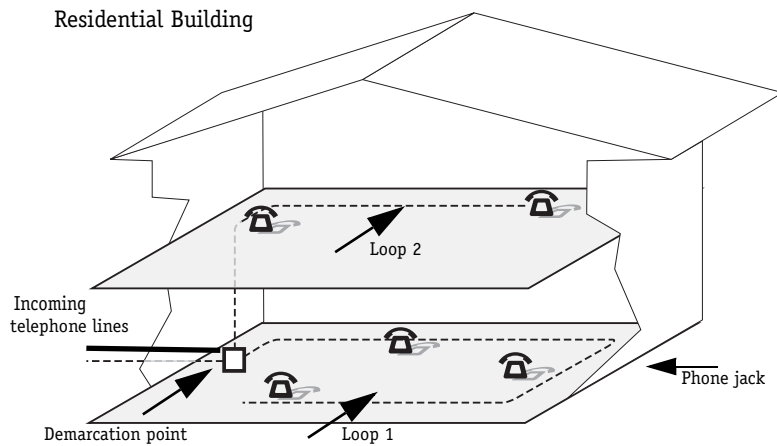 Residential Building
Loop 2
Incoming
telephone lines
Phone jack
Demarcation point
Loop 1